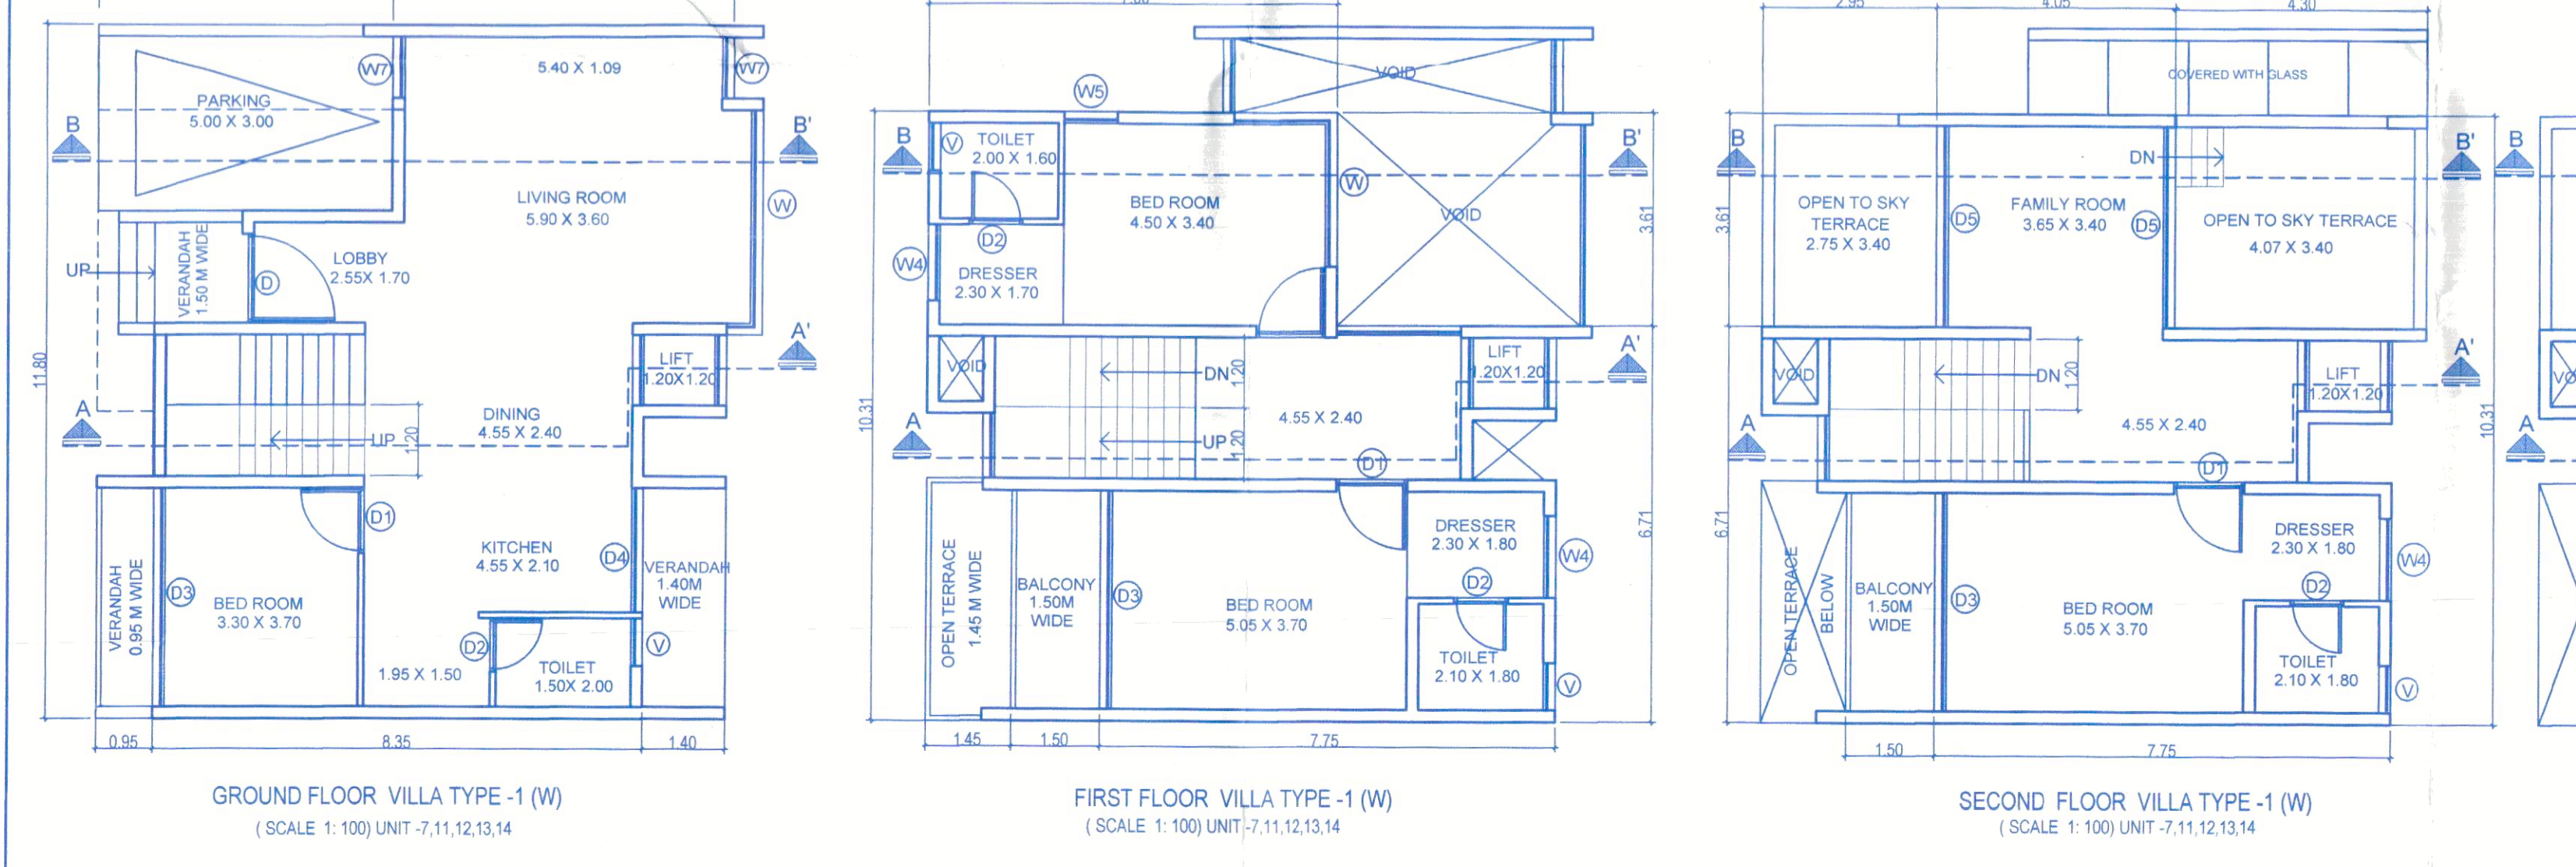 W7
5.40 X 1.09
W7
PARKING
5.00 X 3.00
B
B'
LIVING ROOM
5.90 X 3.60
W
VERANDAH
1.50 M WIDE
UP
D
LOBBY
2.55X 1.70
A'
LIFT
1.20X1.20
11.80
A
DINING
4.55 X 2.40
UP
1.20
D1
KITCHEN
4.55 X 2.10
D4
VERANDAH
1.40M
WIDE
VERANDAH
0.95 M WIDE
D3
BED ROOM
3.30 X 3.70
D2
V
TOILET
1.50X 2.00
1.95 X 1.50
0.95
8.35
1.40
GROUND FLOOR VILLA TYPE -1 (W)
( SCALE 1: 100) UNIT -7,11,12,13,14
VOID
W5
B
V
TOILET
2.00 X 1.60
B'
BED ROOM
4.50 X 3.40
W
VOID
3.61
D2
W4
DRESSER
2.30 X 1.70
VOID
DN
1.20
LIFT
1.20X1.20
A'
10.31
A
UP
1.20
4.55 X 2.40
D1
OPEN TERRACE
1.45 M WIDE
BALCONY
1.50M
WIDE
D3
BED ROOM
5.05 X 3.70
DRESSER
2.30 X 1.80
W4
D2
TOILET
2.10 X 1.80
V
6.71
1.45
1.50
7.75
FIRST FLOOR VILLA TYPE -1 (W)
( SCALE 1: 100) UNIT -7,11,12,13,14
2.95
4.05
4.30
COVERED WITH GLASS
B
DN
B'
3.61
OPEN TO SKY
TERRACE
2.75 X 3.40
D5
FAMILY ROOM
3.65 X 3.40
D5
OPEN TO SKY TERRACE
4.07 X 3.40
VOID
DN
1.20
LIFT
1.20X1.20
A'
A
4.55 X 2.40
10.31
D1
6.71
OPEN TERRACE
BELOW
BALCONY
1.50M
WIDE
D3
BED ROOM
5.05 X 3.70
DRESSER
2.30 X 1.80
W4
D2
TOILET
2.10 X 1.80
V
1.50
7.75
SECOND FLOOR VILLA TYPE -1 (W)
( SCALE 1: 100) UNIT -7,11,12,13,14
B
A